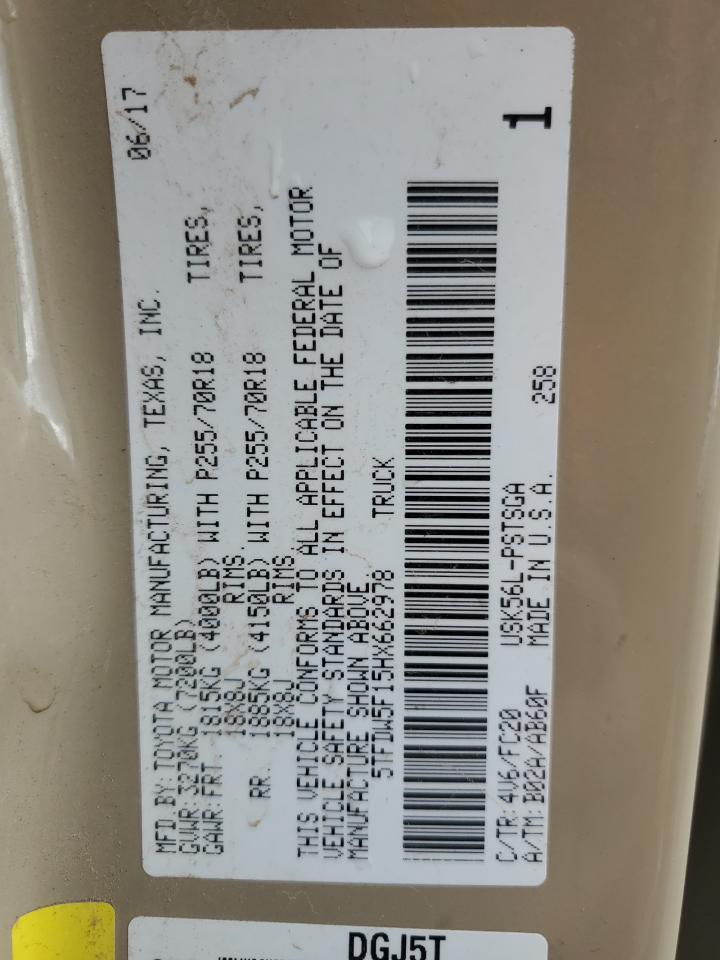 06/17
MFD BY: TOYOTA MOTOR MANUFACTURING, TEXAS, INC.
GVWR: 3270KG (7200LB)
GAWR: FRT. 1815KG (4000LB) WITH P255/70R18 TIRES,
18X8J RIMS.
RR. 1885KG (4150LB) WITH P255/70R18 TIRES,
18X8J RIMS.
THIS VEHICLE CONFORMS TO ALL APPLICABLE FEDERAL MOTOR
VEHICLE SAFETY STANDARDS IN EFFECT ON THE DATE OF
MANUFACTURE SHOWN ABOVE.
5TFDW5F15HX662978 TRUCK
1
C/TR: 4V6/FC20 USK56L-PSTSGA 258
A/TM: B02A/AB60F MADE IN U.S.A.
DGJ5T